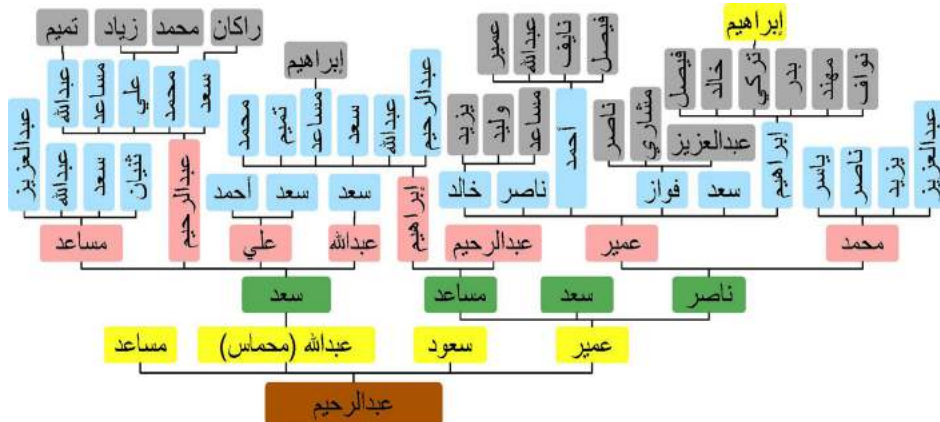 إبراهيم
راكان
محمد
زياد
تميم
فيصل
نايف
عبدالله
عمير
نواف
مهند
بدر
تركي
خالد
فيصل
إبراهيم
سعد
محمد
علي
مساعد
عبدالله
عبدالرحيم
عبدالله
سعد
مساعد
تميم
محمد
مساعد
وليد
يزيد
أحمد
عبدالعزيز
مشاري
ناصر
إبراهيم
عبدالعزيز
يزيد
ناصر
ياسر
سعد
فواز
ناصر
خالد
سعد
سعد
أحمد
ثنيان
سعد
عبدالله
عبدالعزيز
محمد
عمير
عبدالرحيم
إبراهيم
عبدالله
علي
عبدالرحيم
مساعد
ناصر
سعد
مساعد
سعد
عمير
سعود
عبدالله (محماس)
مساعد
عبدالرحيم